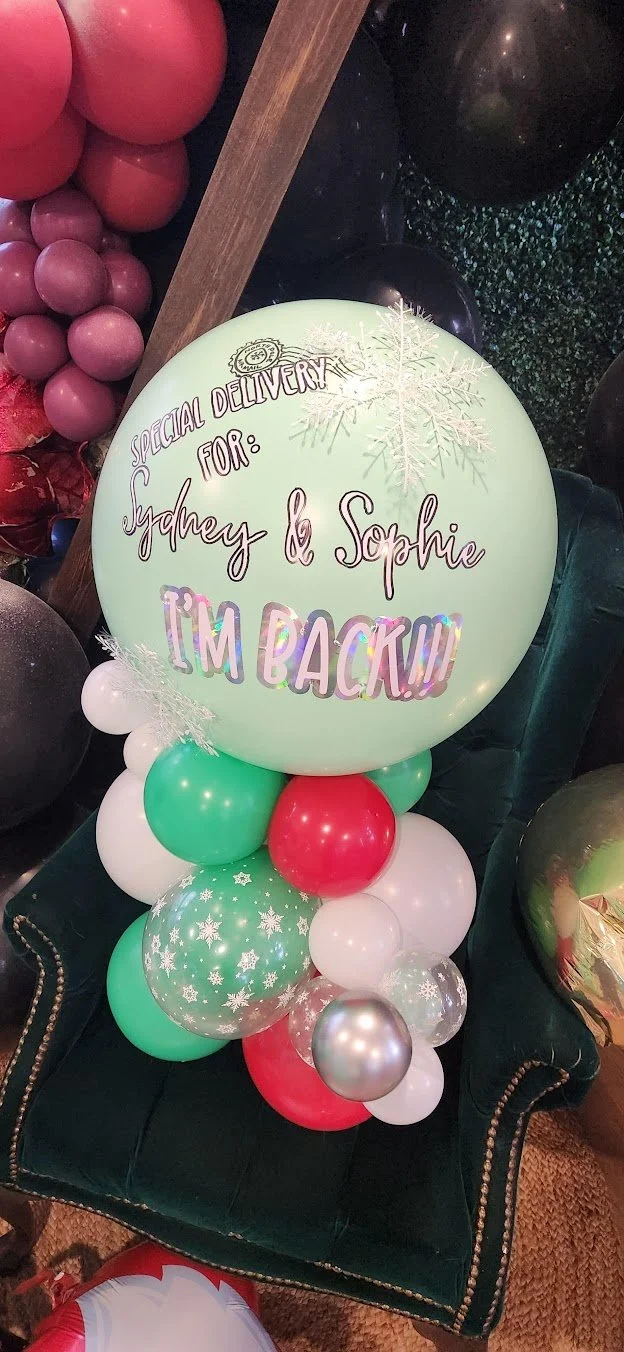 SPECIAL DELIVERY
FOR:
Sydney & Sophie
I'M BACK!!!